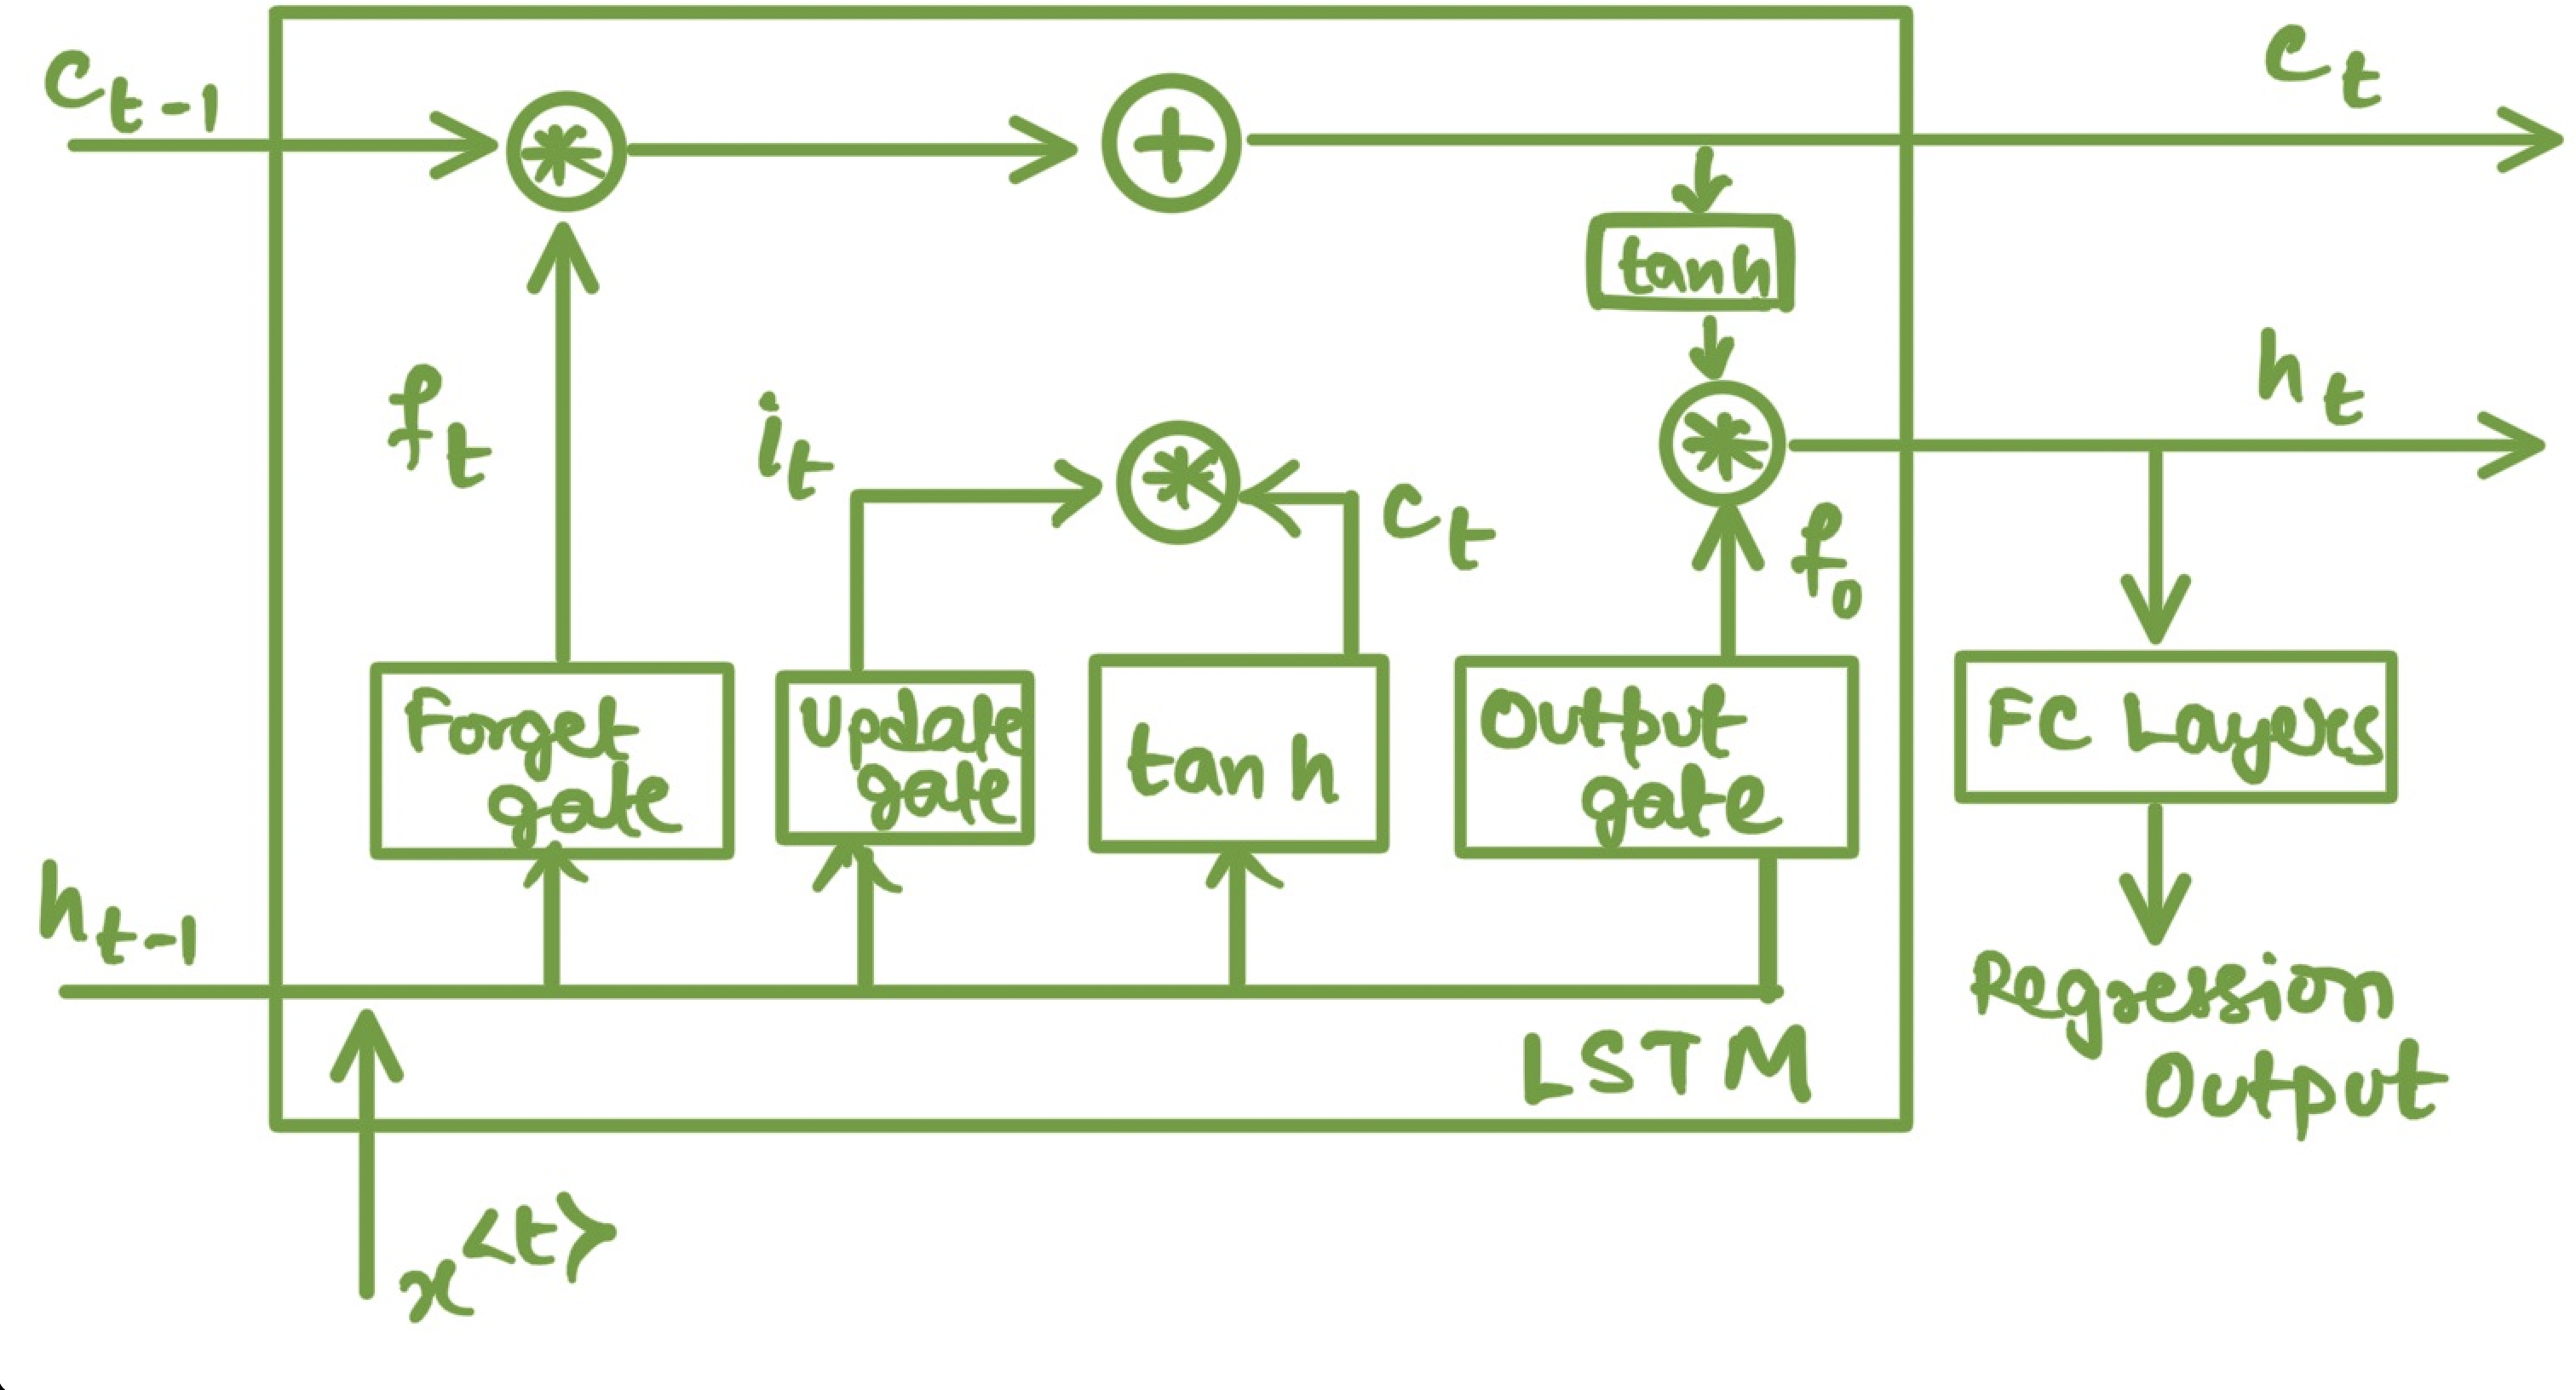 c_{t-1}
c_t
*
+
tanh
h_t
f_t
i_t
*
c_t
*
f_0
Forget
gate
Update
gate
tanh
Output
gate
FC Layers
h_{t-1}
Regression
Output
LSTM
x^{<t>}